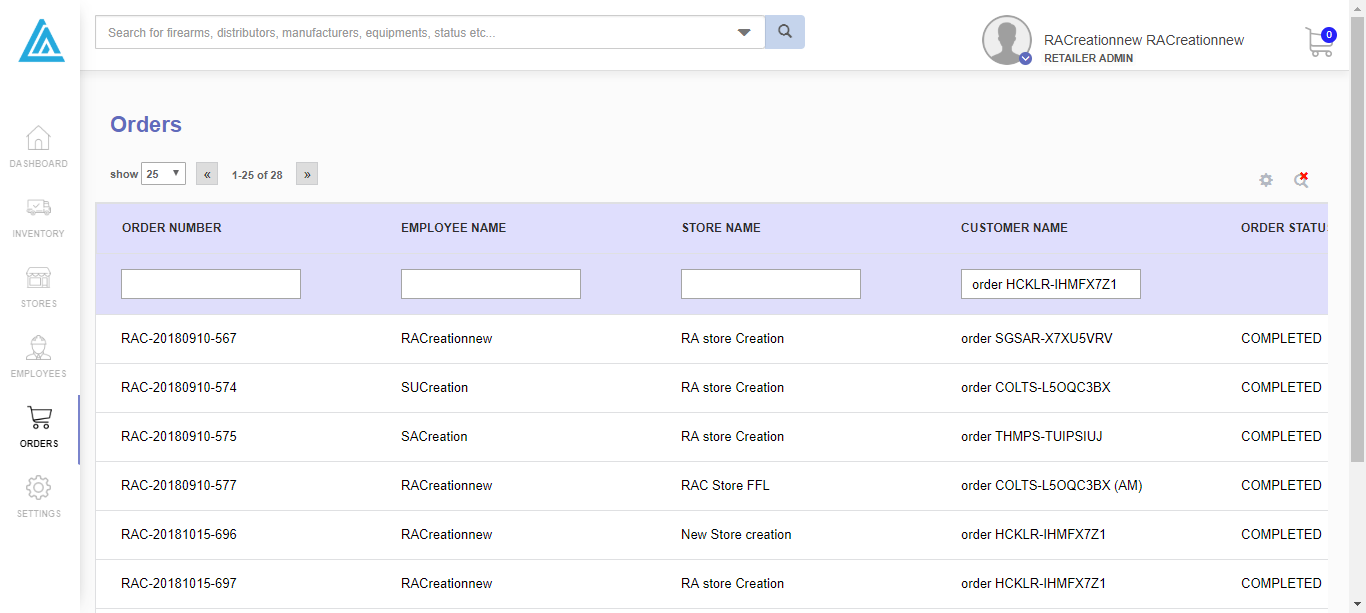 Search for firearms, distributors, manufacturers, equipments, status etc...
RACreationnew RACreationnew
RETAILER ADMIN
0
DASHBOARD
INVENTORY
STORES
EMPLOYEES
ORDERS
SETTINGS
Orders
show 25 « 1-25 of 28 »
ORDER NUMBER EMPLOYEE NAME STORE NAME CUSTOMER NAME ORDER STATU
order HCKLR-IHMFX7Z1
RAC-20180910-567 RACreationnew RA store Creation order SGSAR-X7XU5VRV COMPLETED
RAC-20180910-574 SUCreation RA store Creation order COLTS-L5OQC3BX COMPLETED
RAC-20180910-575 SACreation RA store Creation order THMPS-TUIPSIUJ COMPLETED
RAC-20180910-577 RACreationnew RAC Store FFL order COLTS-L5OQC3BX (AM) COMPLETED
RAC-20181015-696 RACreationnew New Store creation order HCKLR-IHMFX7Z1 COMPLETED
RAC-20181015-697 RACreationnew RA store Creation order HCKLR-IHMFX7Z1 COMPLETED